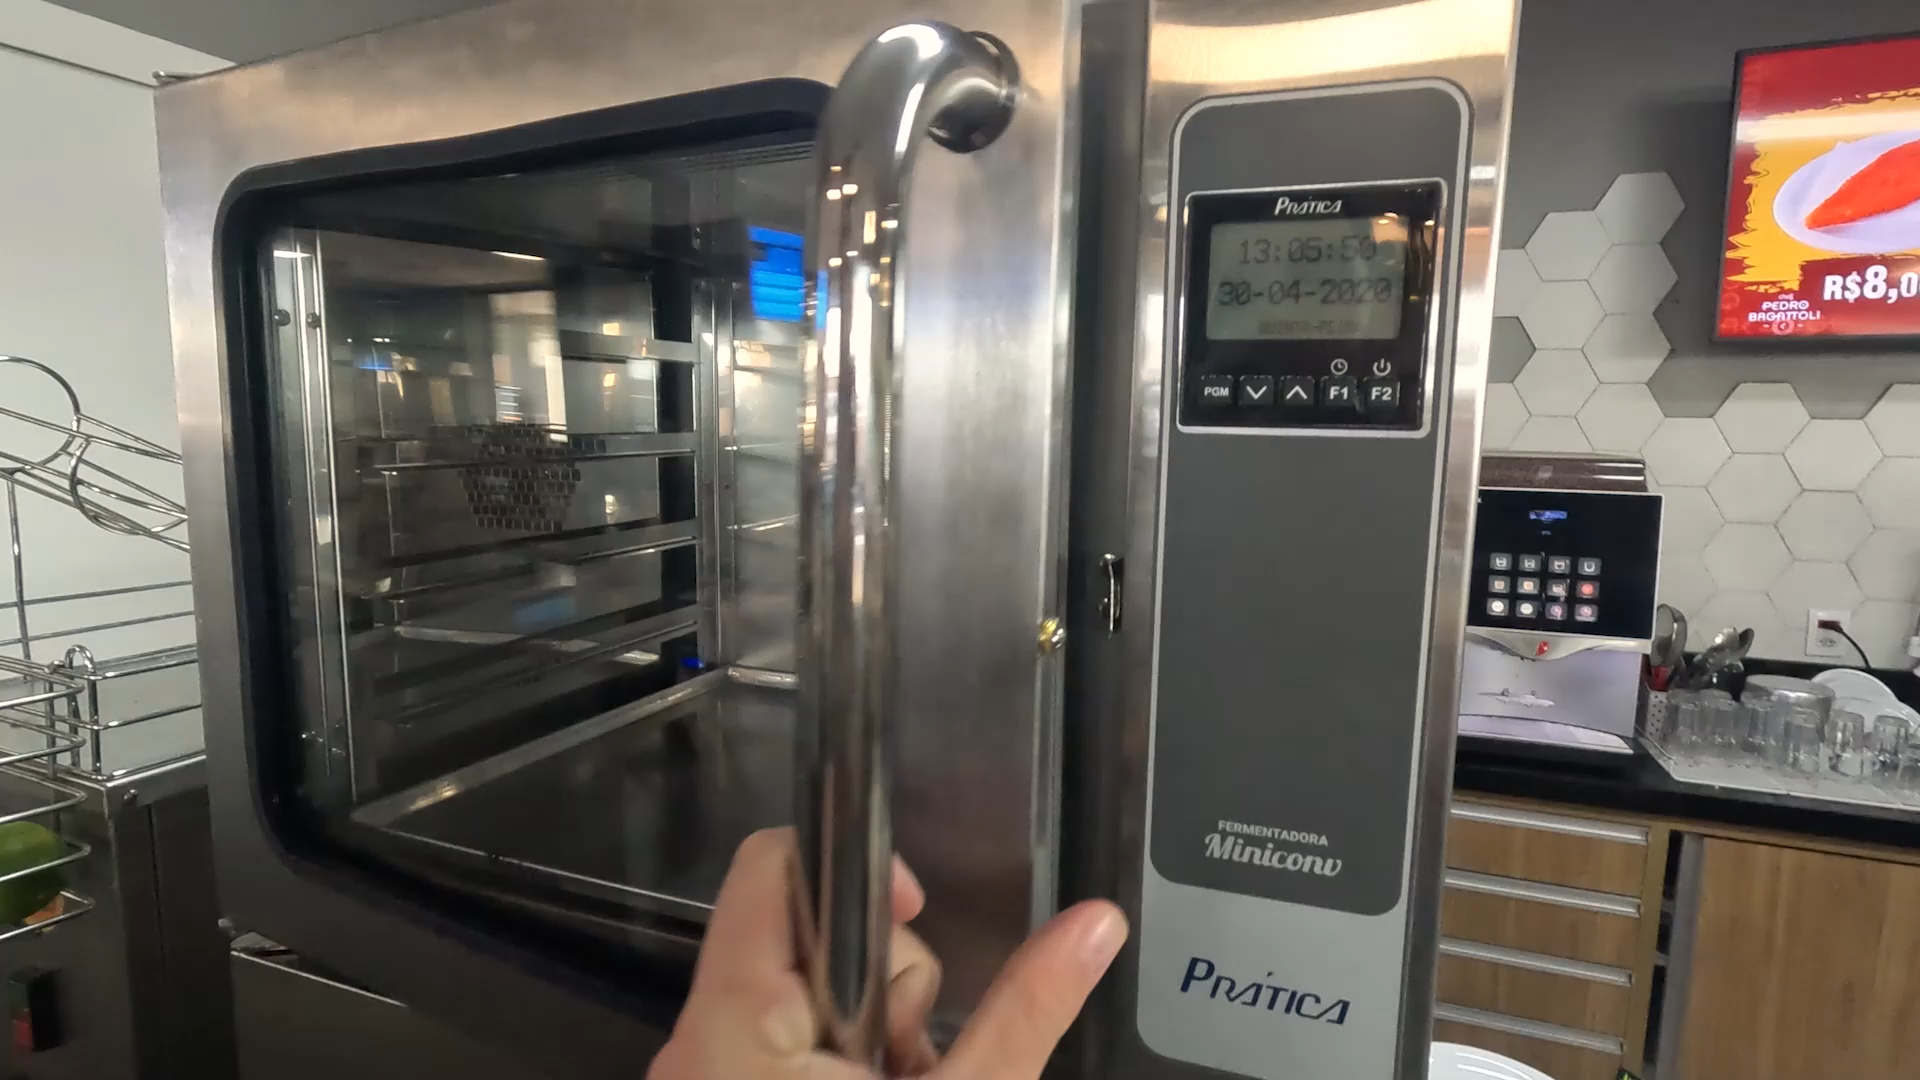 PRÁTICA
13:05:50
30-04-2020
PGM
F1
F2
FERMENTADORA
Miniconv
PRÁTICA
R$8,0
PEDRO
BAGATTOLI